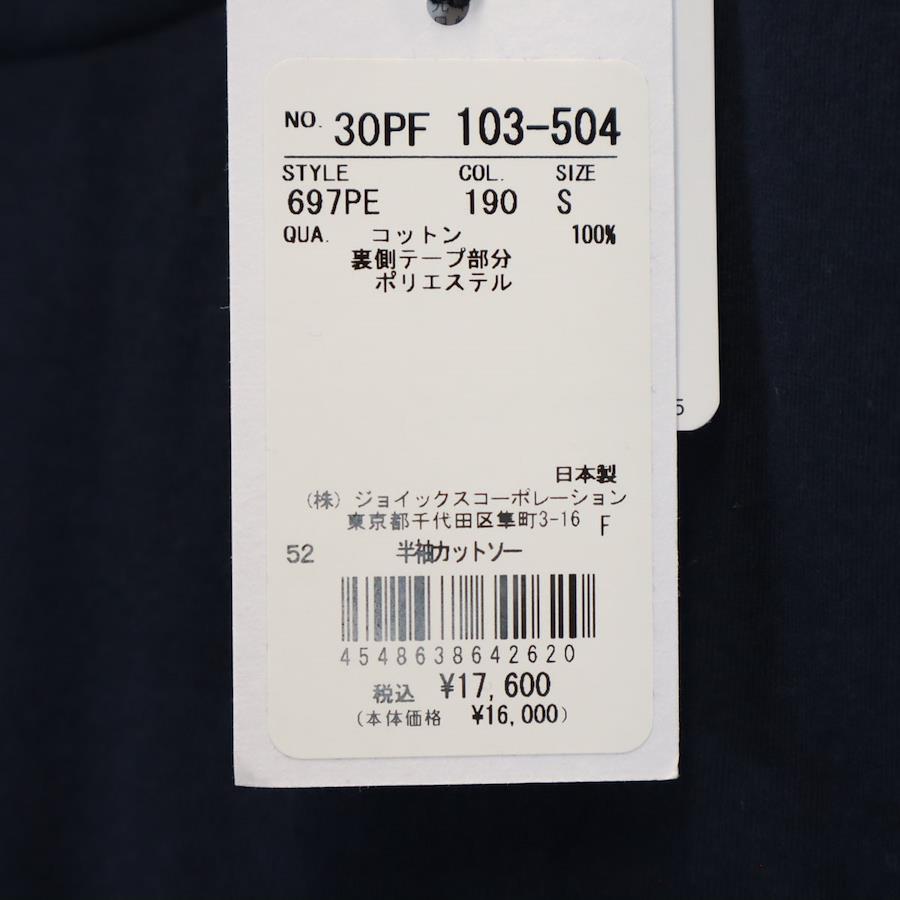 NO. 30PF 103-504
STYLE COL. SIZE
697PE 190 S
QUA. コットン 100%
裏側テープ部分
ポリエステル
日本製
(株) ジョイックスコーポレーション
東京都千代田区隼町3-16 F
52 半袖カットソー
4548638642620
税込 ¥17,600
(本体価格 ¥16,000)
5